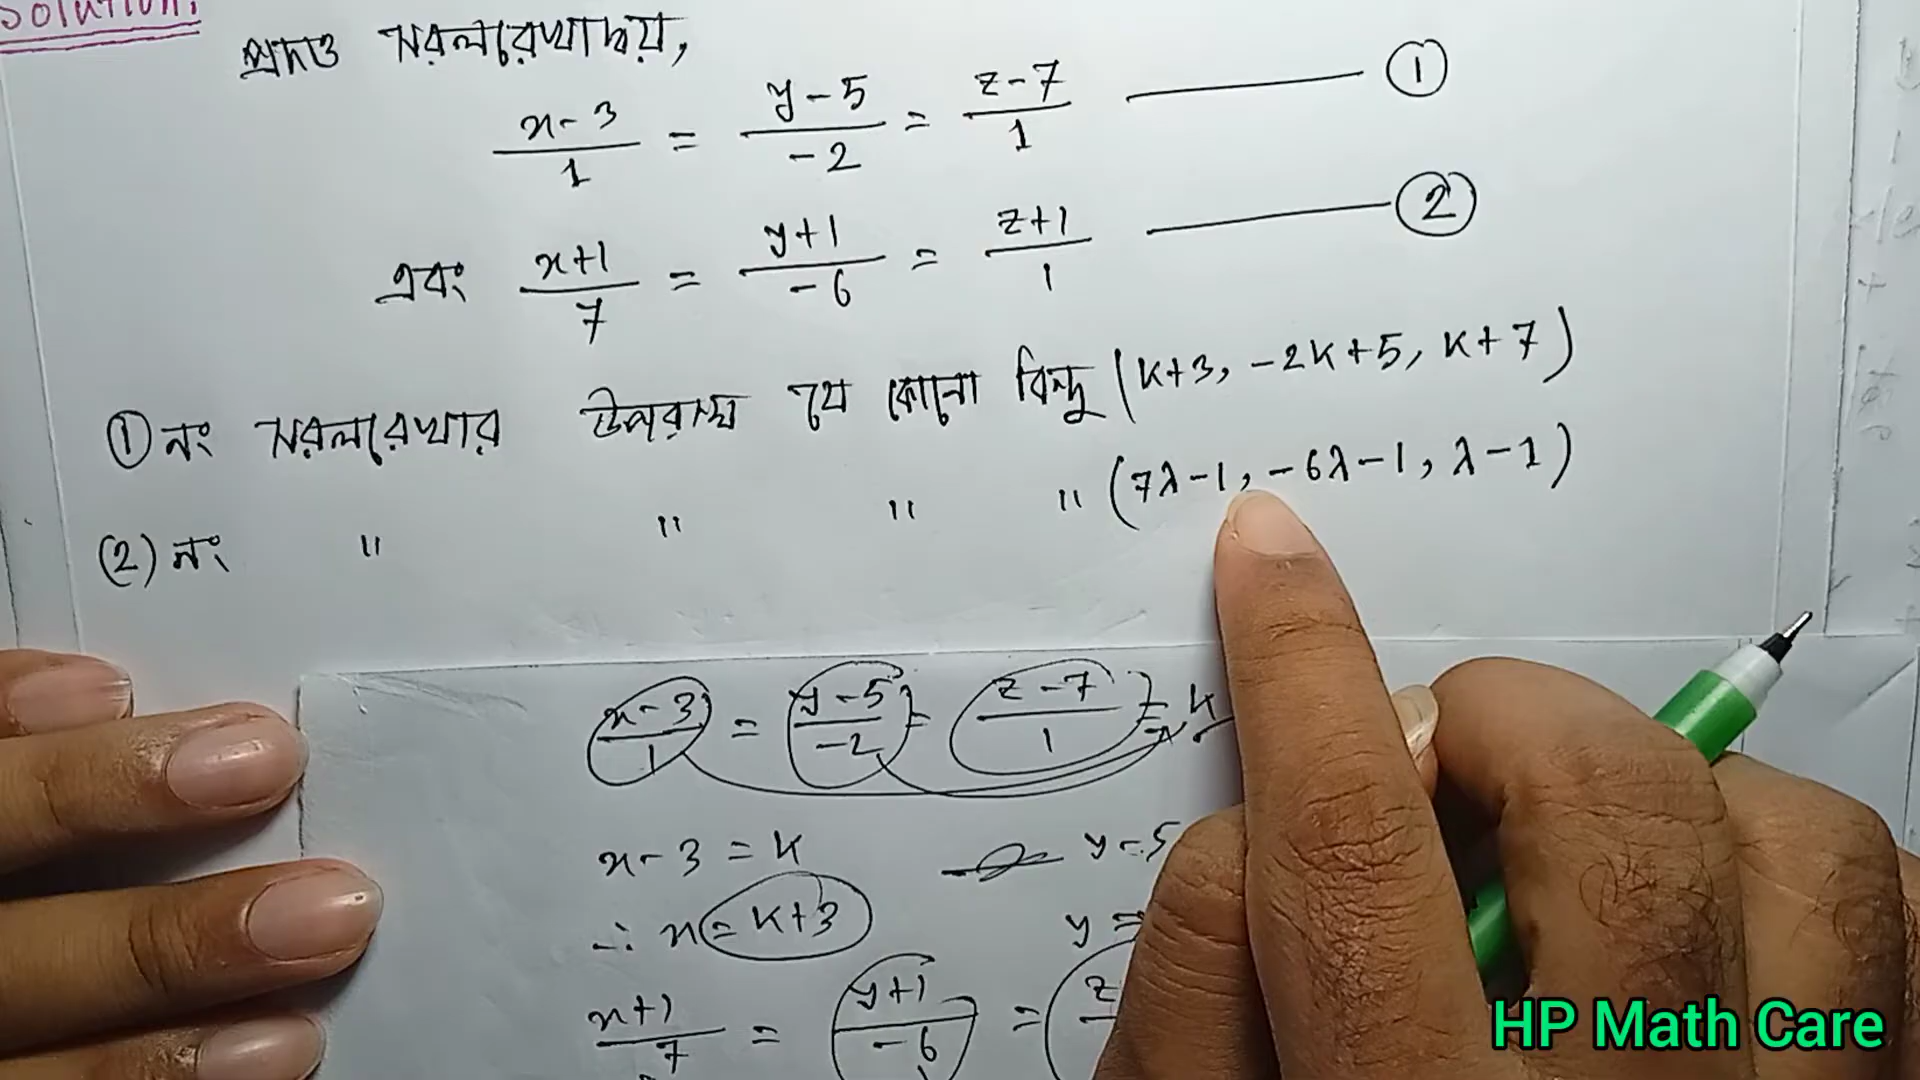 Solution:
প্রদত্ত সরলরেখাদ্বয়,
x-3/1 = y-5/-2 = z-7/1 ——— ①
এবং x+1/7 = y+1/-6 = z+1/1 ——— ②
① নং সরলরেখার উপরস্থ যে কোনো বিন্দু (k+3, -2k+5, k+7)
(2) নং " " " " (7λ-1, -6λ-1, λ-1)
x-3/1 = y-5/-2 = z-7/1 = k
x-3 = k y-5
∴ x = k+3 y =
x+1/7 = y+1/-6 = z
HP Math Care